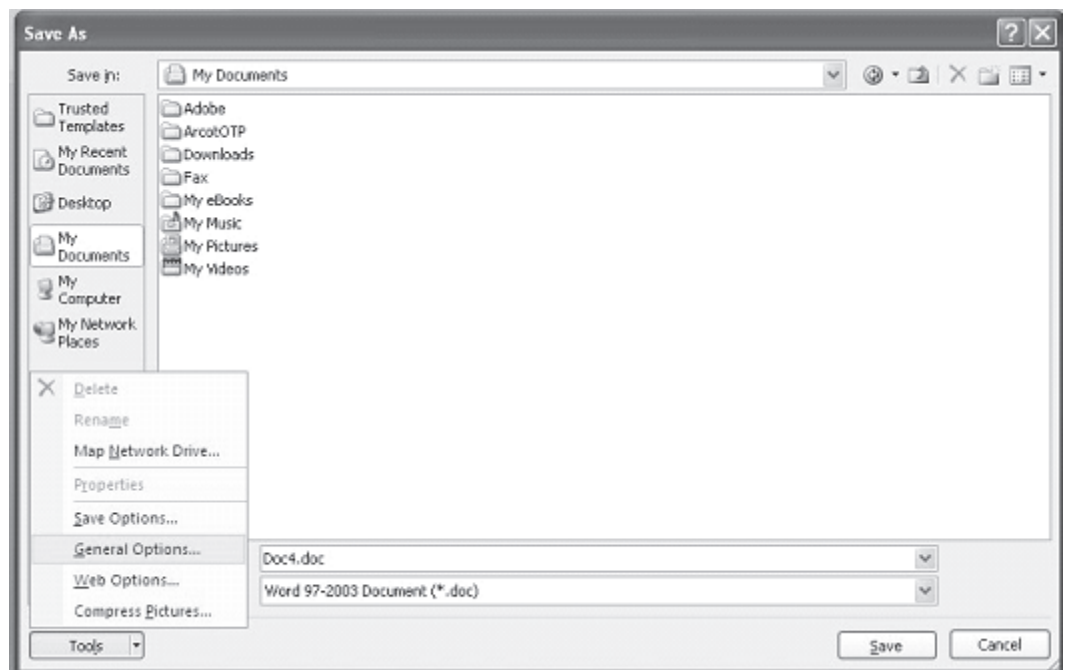 Save As
Save in:
My Documents
Trusted
Templates
My Recent
Documents
Desktop
My
Documents
My
Computer
My Network
Places
Adobe
ArcotOTP
Downloads
Fax
My eBooks
My Music
My Pictures
My Videos
Delete
Rename
Map Network Drive...
Properties
Save Options...
General Options...
Web Options...
Compress Pictures...
Doc4.doc
Word 97-2003 Document (*.doc)
Tools
Save
Cancel